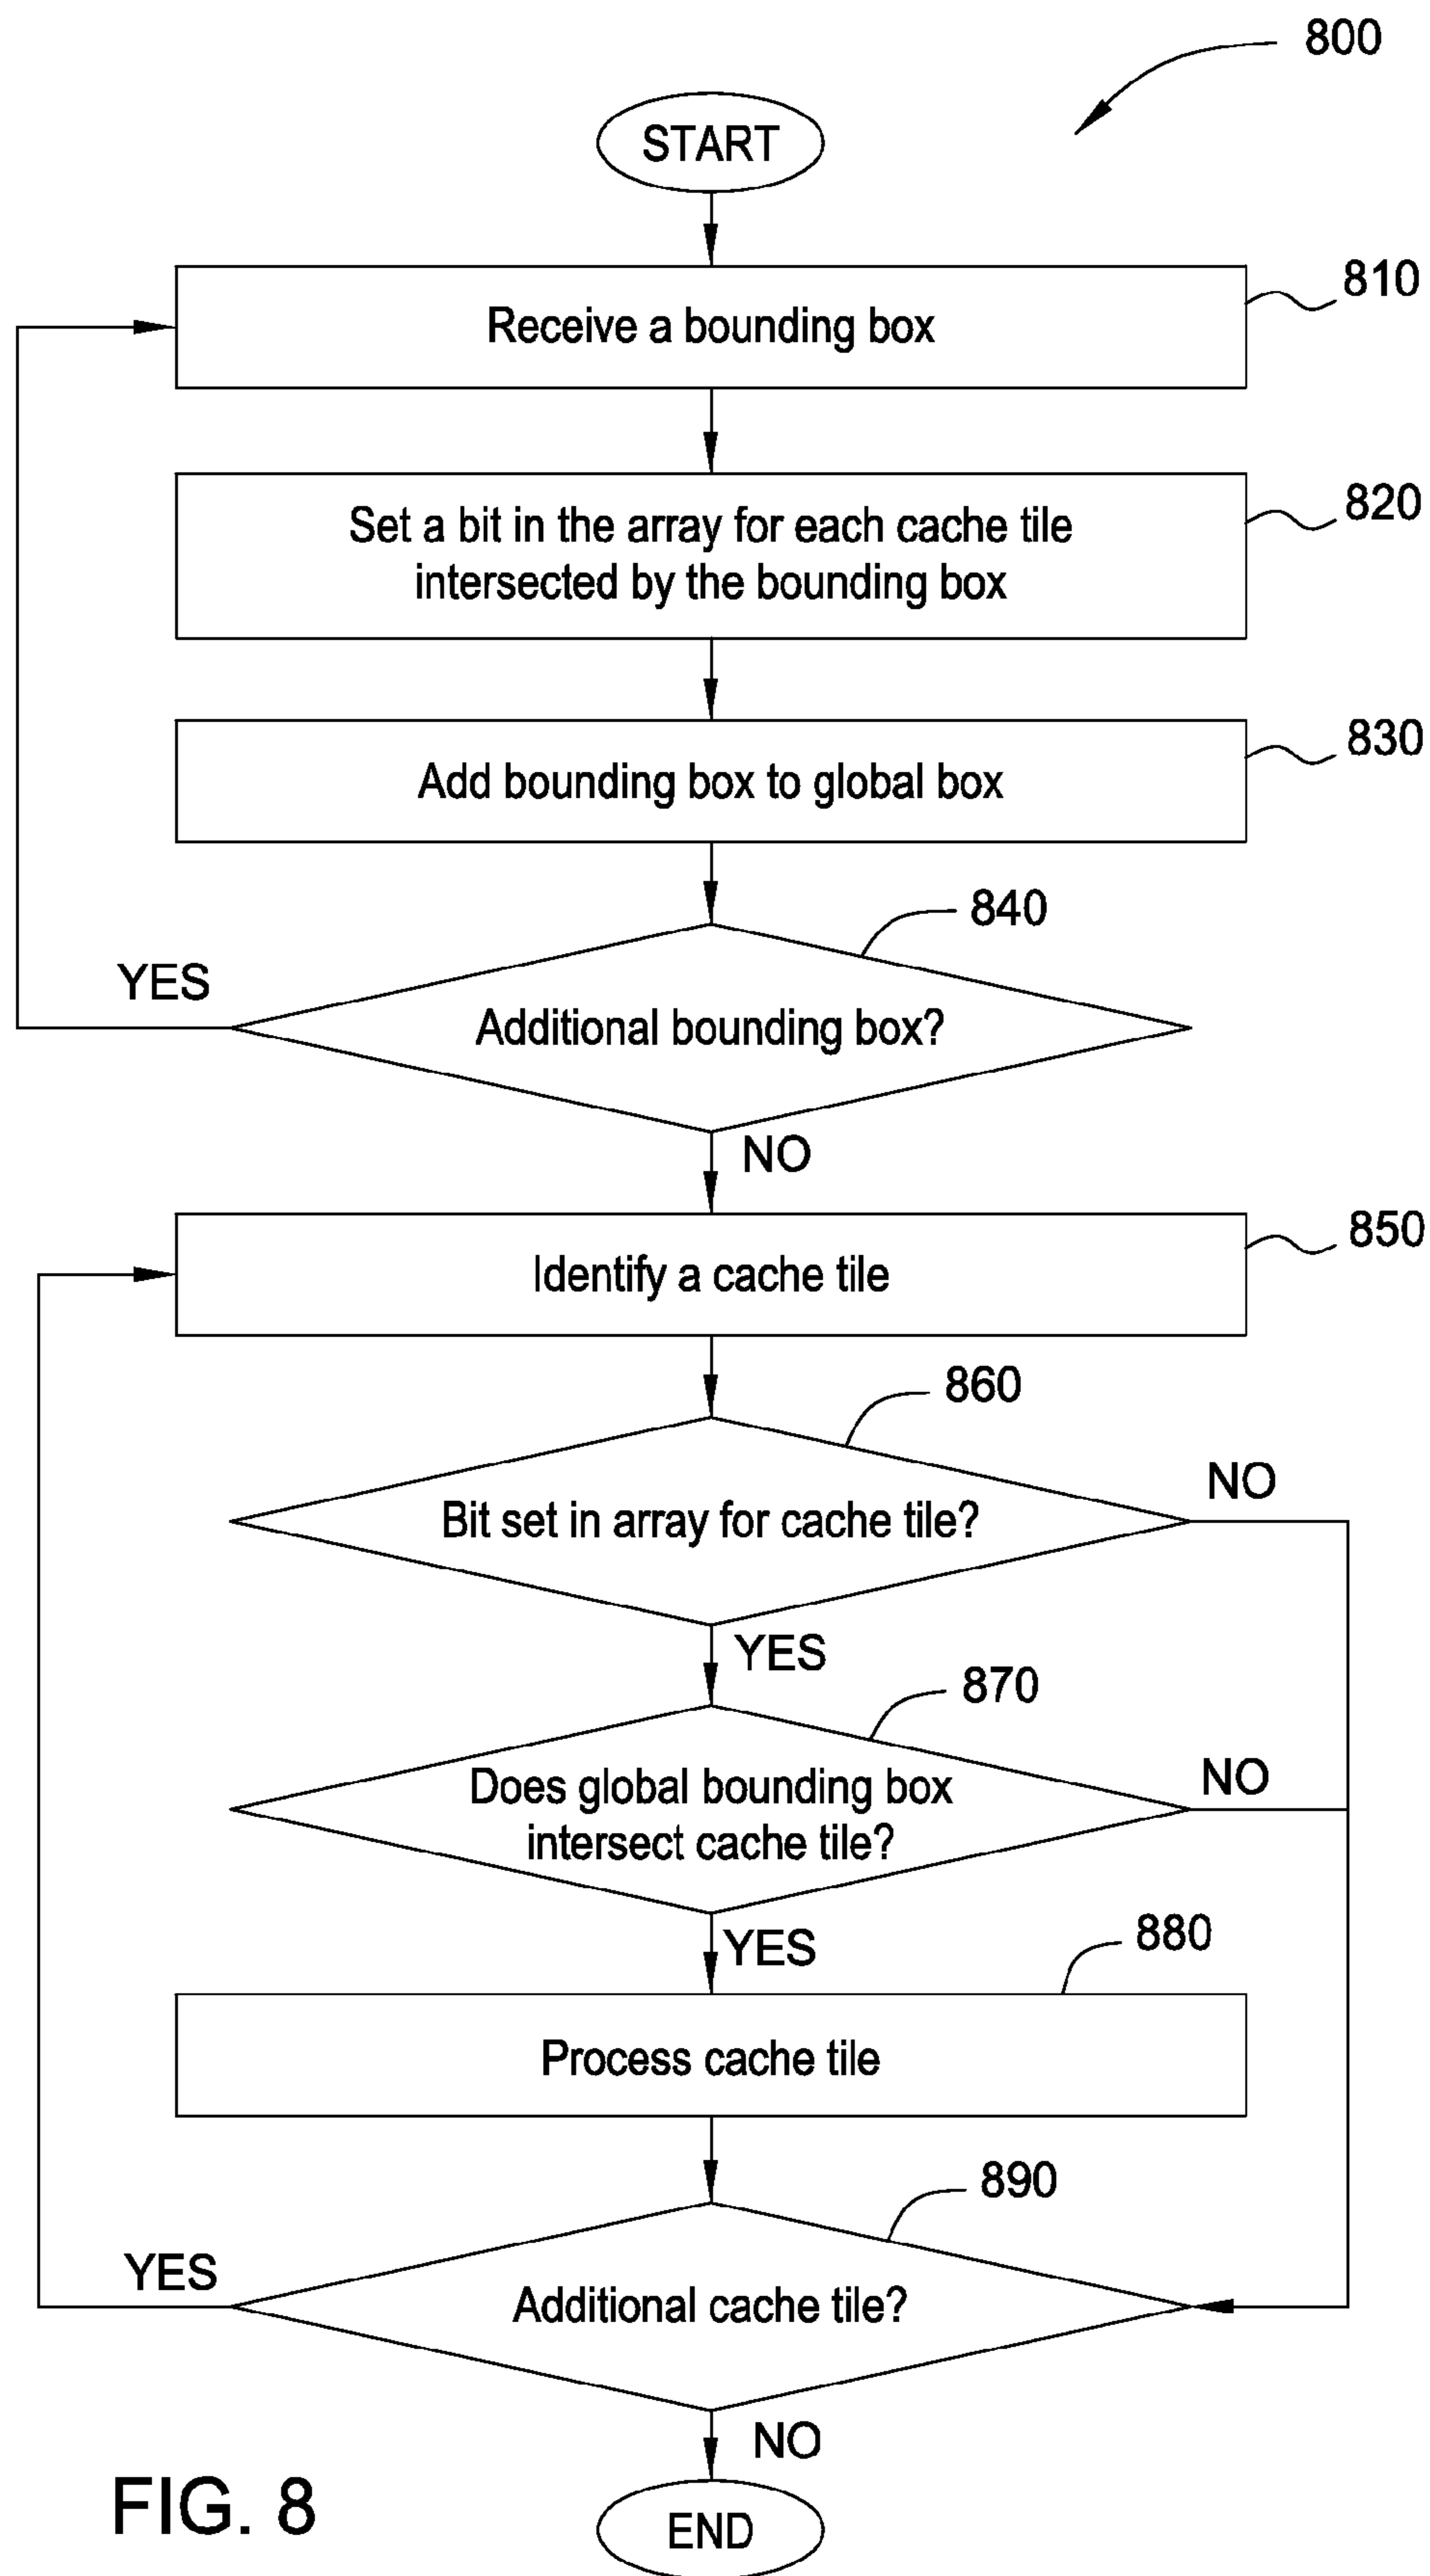 800
START
810
Receive a bounding box
820
Set a bit in the array for each cache tile
intersected by the bounding box
830
Add bounding box to global box
840
YES
Additional bounding box?
NO
850
Identify a cache tile
860
NO
Bit set in array for cache tile?
YES
870
NO
Does global bounding box
intersect cache tile?
YES
880
Process cache tile
890
YES
Additional cache tile?
NO
FIG. 8
END